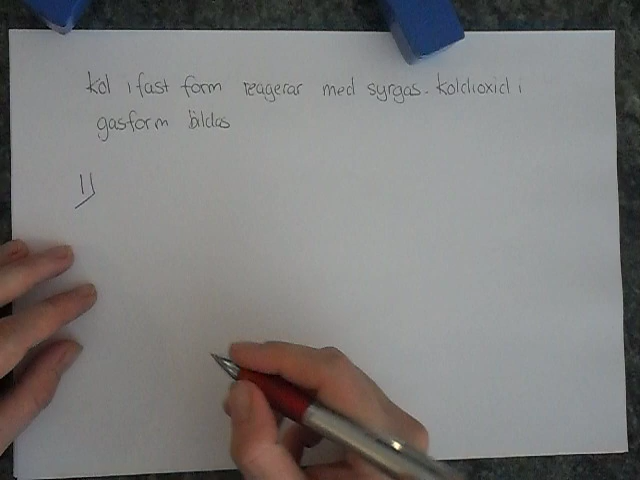 kol i fast form reagerar med syrgas. koldioxid i
gasform bildas
1)